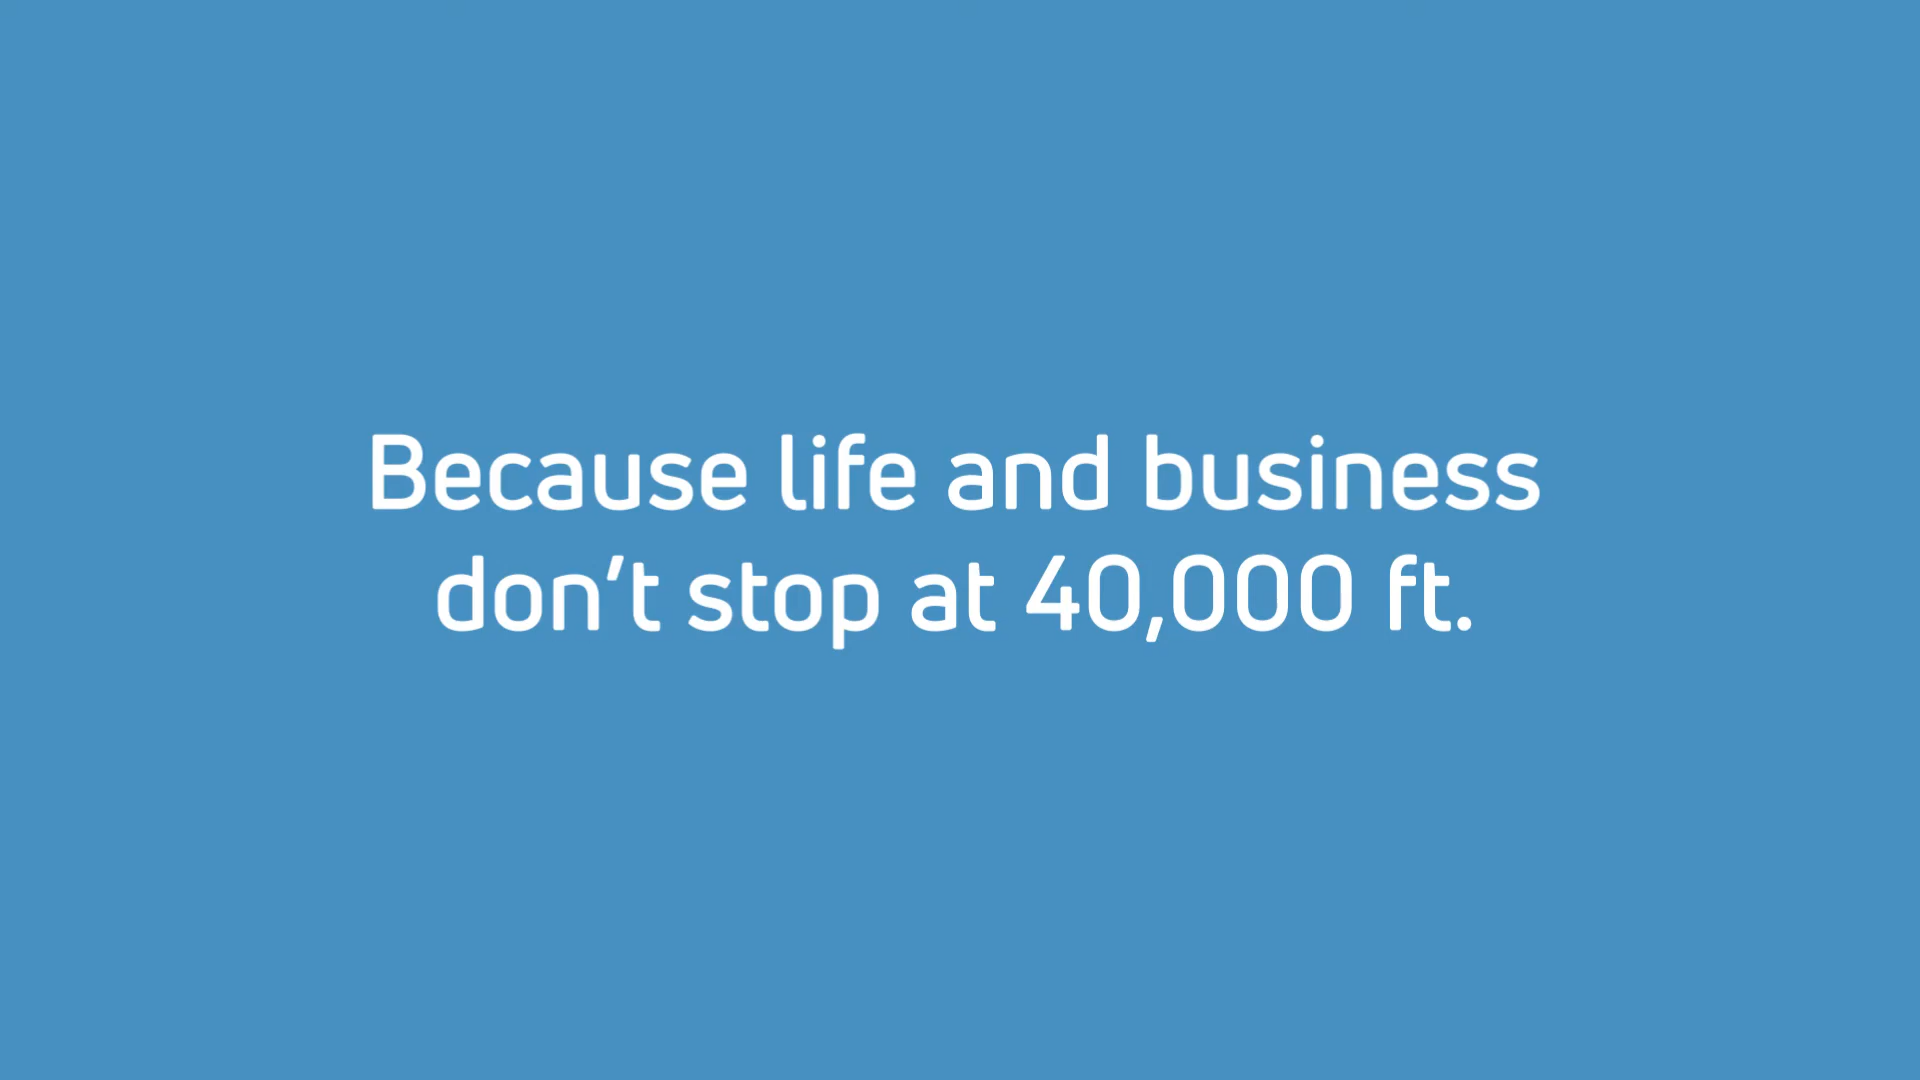 Because life and business
don’t stop at 40,000 ft.